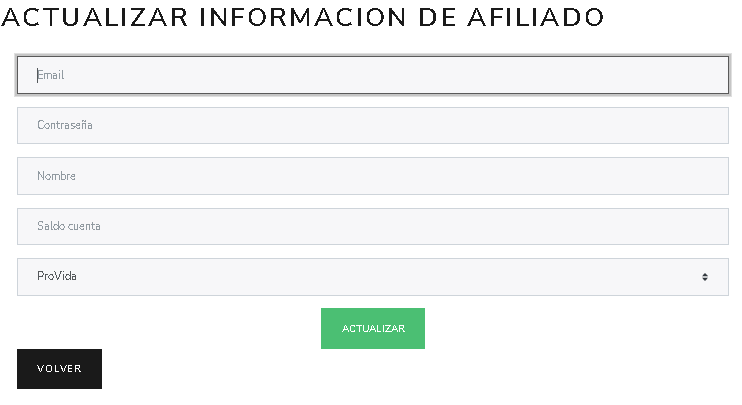 ACTUALIZAR INFORMACION DE AFILIADO
Email
Contraseña
Nombre
Saldo cuenta
ProVida
ACTUALIZAR
VOLVER